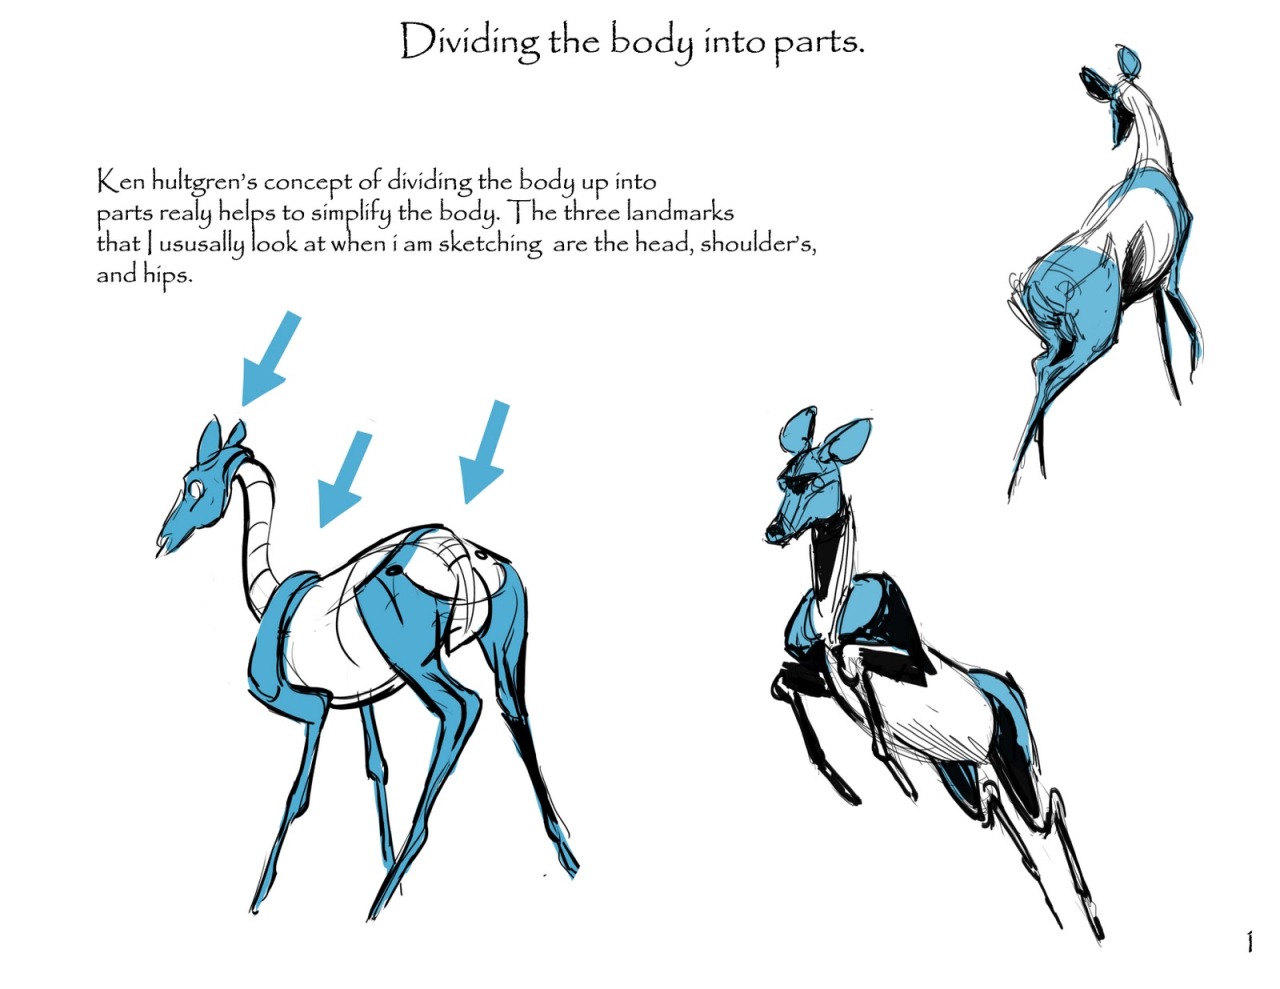 Dividing the body into parts.
Ken hultgren's concept of dividing the body up into
parts realy helps to simplify the body. The three landmarks
that I ususally look at when i am sketching are the head, shoulder's,
and hips.
1